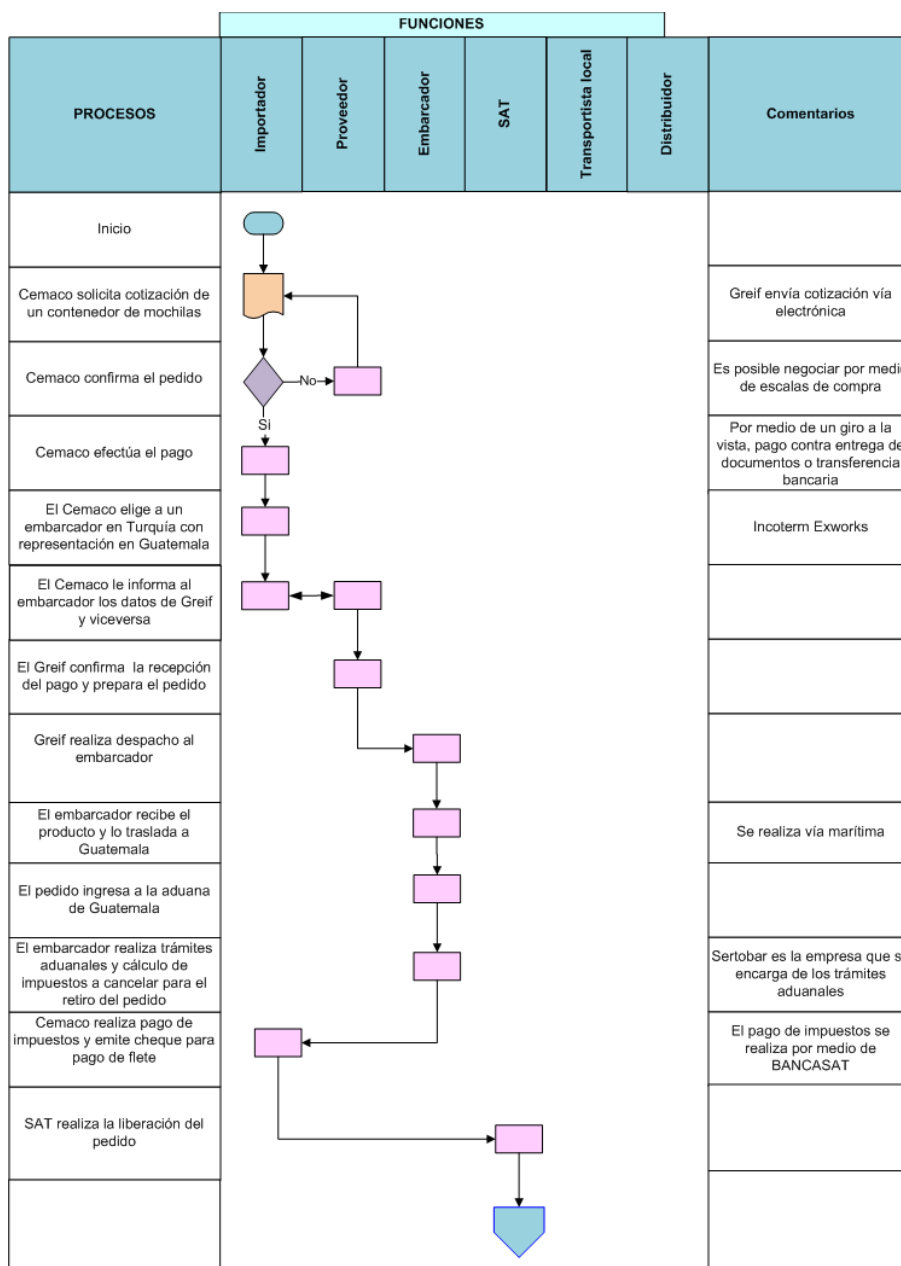 FUNCIONES
PROCESOS
Importador
Proveedor
Embarcador
SAT
Transportista local
Distribuidor
Comentarios
Inicio
Cemaco solicita cotización de
un contenedor de mochilas
Greif envía cotización vía
electrónica
Cemaco confirma el pedido
No
Es posible negociar por medi
de escalas de compra
Si
Cemaco efectúa el pago
Por medio de un giro a la
vista, pago contra entrega de
documentos o transferencia
bancaria
El Cemaco elige a un
embarcador en Turquía con
representación en Guatemala
Incoterm Exworks
El Cemaco le informa al
embarcador los datos de Greif
y viceversa
El Greif confirma la recepción
del pago y prepara el pedido
Greif realiza despacho al
embarcador
El embarcador recibe el
producto y lo traslada a
Guatemala
Se realiza vía marítima
El pedido ingresa a la aduana
de Guatemala
El embarcador realiza trámites
aduanales y cálculo de
impuestos a cancelar para el
retiro del pedido
Sertobar es la empresa que s
encarga de los trámites
aduanales
Cemaco realiza pago de
impuestos y emite cheque para
pago de flete
El pago de impuestos se
realiza por medio de
BANCASAT
SAT realiza la liberación del
pedido